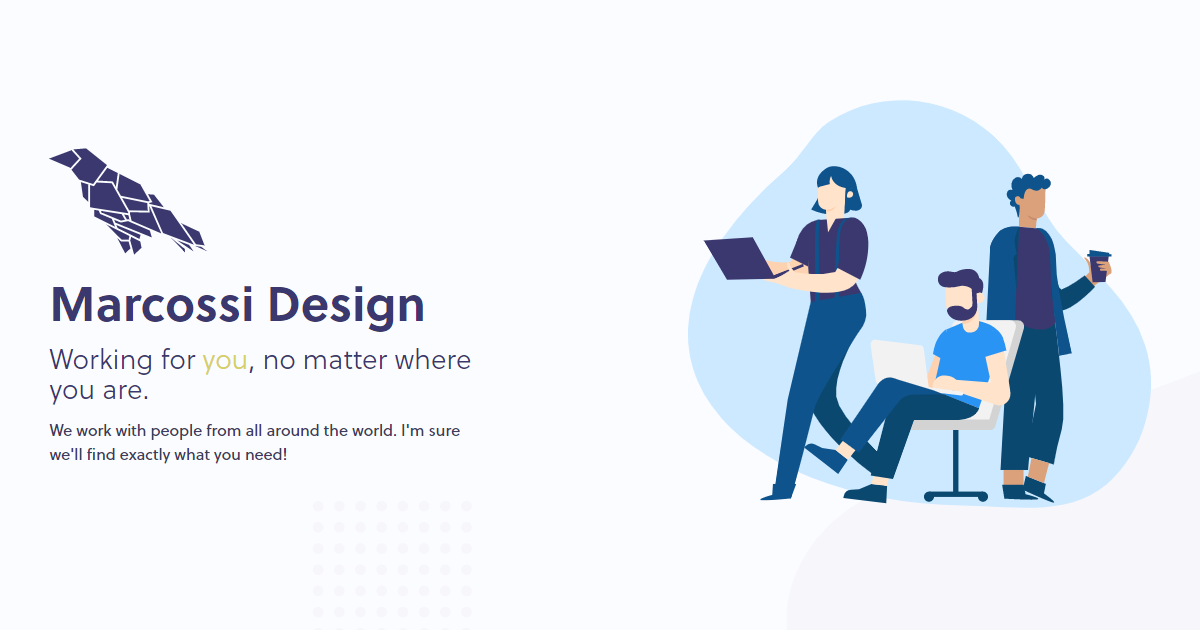 Marcossi Design
Working for you, no matter where
you are.
We work with people from all around the world. I'm sure
we'll find exactly what you need!